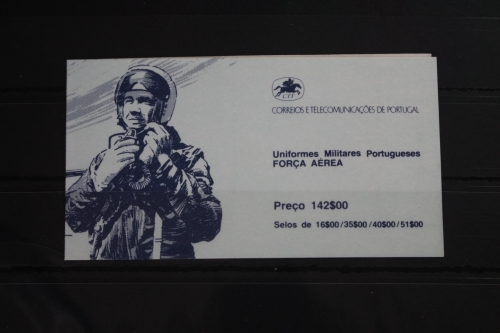 CTT
CORREIOS E TELECOMUNICAÇÕES DE PORTUGAL
Uniformes Militares Portugueses
FORÇA AÉREA
Preço 142$00
Selos de 16$00/35$00/40$00/51$00